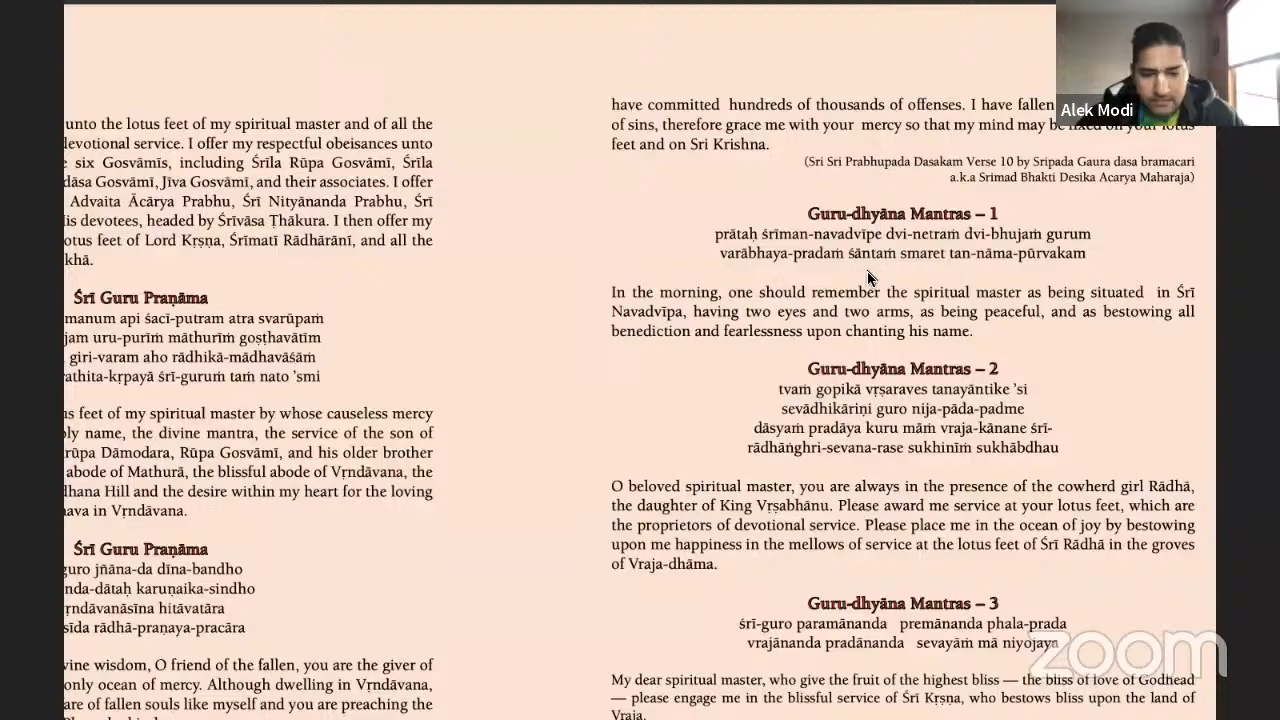 unto the lotus feet of my spiritual master and of all the
devotional service. I offer my respectful obeisances unto
six Gosvāmīs, including Śrīla Rūpa Gosvāmī, Śrīla
dāsa Gosvāmī, Jīva Gosvāmī, and their associates. I offer
Advaita Ācārya Prabhu, Śrī Nityānanda Prabhu, Śrī
His devotees, headed by Śrīvāsa Ṭhākura. I then offer my
lotus feet of Lord Kṛṣṇa, Śrīmatī Rādhārānī, and all the
khā.
Śrī Guru Praṇāma
manum api śacī-putram atra svarūpaṁ
jam uru-purīṁ māthurīṁ goṣṭhavātīm
giri-varam aho rādhikā-mādhavāśāṁ
rathita-kṛpayā śrī-guruṁ taṁ nato 'smi
us feet of my spiritual master by whose causeless mercy
oly name, the divine mantra, the service of the son of
rūpa Dāmodara, Rūpa Gosvāmī, and his older brother
abode of Mathurā, the blissful abode of Vṛndāvana, the
dhana Hill and the desire within my heart for the loving
hava in Vṛndāvana.
Śrī Guru Praṇāma
guro jñāna-da dīna-bandho
nda-dātaḥ karuṇaika-sindho
vṛndāvanāsīna hitāvatāra
sīda rādhā-praṇaya-pracāra
vine wisdom, O friend of the fallen, you are the giver of
only ocean of mercy. Although dwelling in Vṛndāvana,
are of fallen souls like myself and you are preaching the
have committed hundreds of thousands of offenses. I have fallen
of sins, therefore grace me with your mercy so that my mind may be fixed on your lotus
feet and on Sri Krishna.
(Sri Sri Prabhupada Dasakam Verse 10 by Sripada Gaura dasa bramacari
a.k.a Srimad Bhakti Desika Acarya Maharaja)
Guru-dhyāna Mantras – 1
prātaḥ śrīman-navadvīpe dvi-netraṁ dvi-bhujaṁ gurum
varābhaya-pradaṁ śāntaṁ smaret tan-nāma-pūrvakam
In the morning, one should remember the spiritual master as being situated in Śrī
Navadvīpa, having two eyes and two arms, as being peaceful, and as bestowing all
benediction and fearlessness upon chanting his name.
Guru-dhyāna Mantras – 2
tvaṁ gopikā vṛṣaraves tanayāntike 'si
sevādhikāriṇi guro nija-pāda-padme
dāsyaṁ pradāya kuru māṁ vraja-kānane śrī-
rādhāṅghri-sevana-rase sukhinīṁ sukhābdhau
O beloved spiritual master, you are always in the presence of the cowherd girl Rādhā,
the daughter of King Vṛṣabhānu. Please award me service at your lotus feet, which are
the proprietors of devotional service. Please place me in the ocean of joy by bestowing
upon me happiness in the mellows of service at the lotus feet of Śrī Rādhā in the groves
of Vraja-dhāma.
Guru-dhyāna Mantras – 3
śrī-guro paramānanda premānanda phala-prada
vrajānanda pradānanda sevayāṁ mā niyojaya
My dear spiritual master, who give the fruit of the highest bliss — the bliss of love of Godhead
— please engage me in the blissful service of Śrī Kṛṣṇa, who bestows bliss upon the land of
Vraja.
Alek Modi
zoom